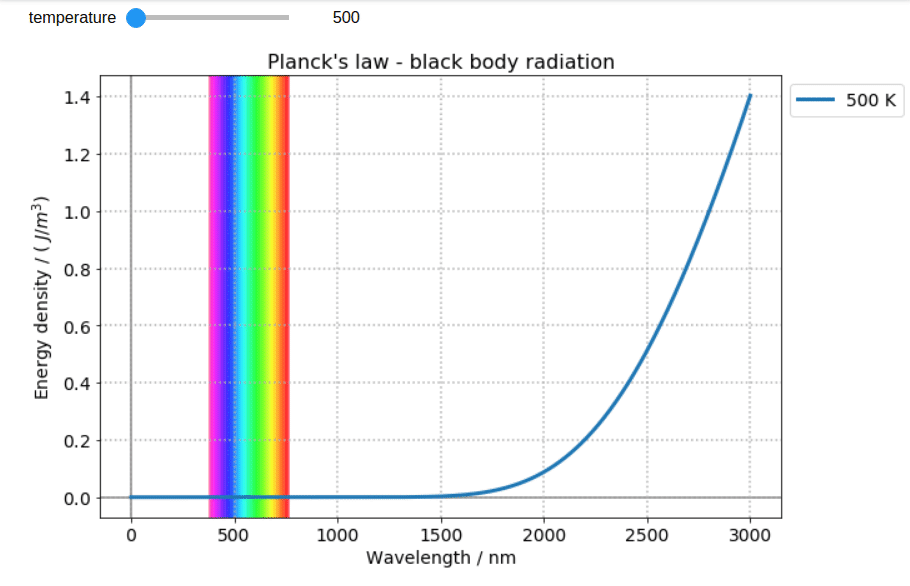 temperature 500
Planck's law - black body radiation
500 K
1.4
1.2
1.0
0.8
0.6
0.4
0.2
0.0
Energy density / ( J/m³)
0 500 1000 1500 2000 2500 3000
Wavelength / nm